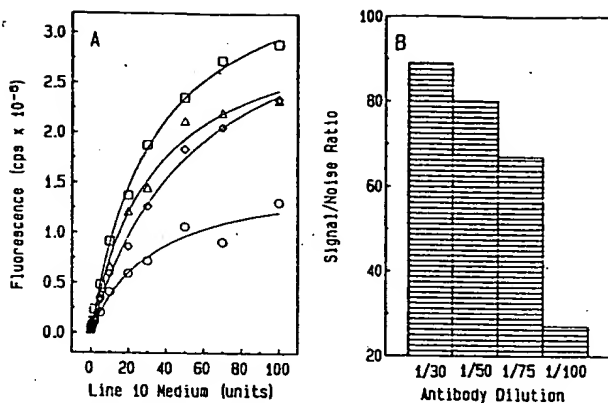 A
Fluorescence (cps x 10-6)
3.0
2.5
2.0
1.5
1.0
0.5
0.0
0 20 40 60 80 100
Line 10 Medium (units)
B
Signal/Noise Ratio
100
80
60
40
20
1/30 1/50 1/75 1/100
Antibody Dilution